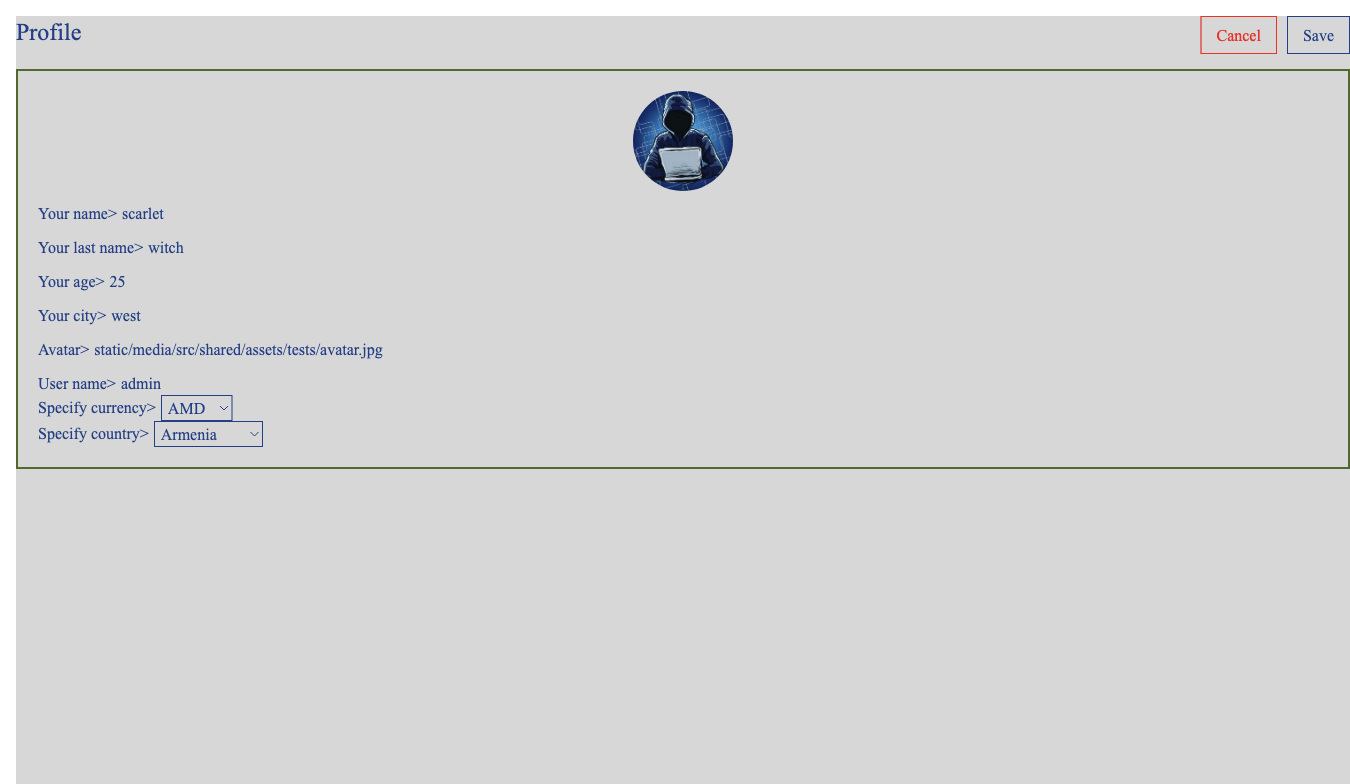 Profile
Cancel
Save
Your name> scarlet
Your last name> witch
Your age> 25
Your city> west
Avatar> static/media/src/shared/assets/tests/avatar.jpg
User name> admin
Specify currency> AMD
Specify country> Armenia